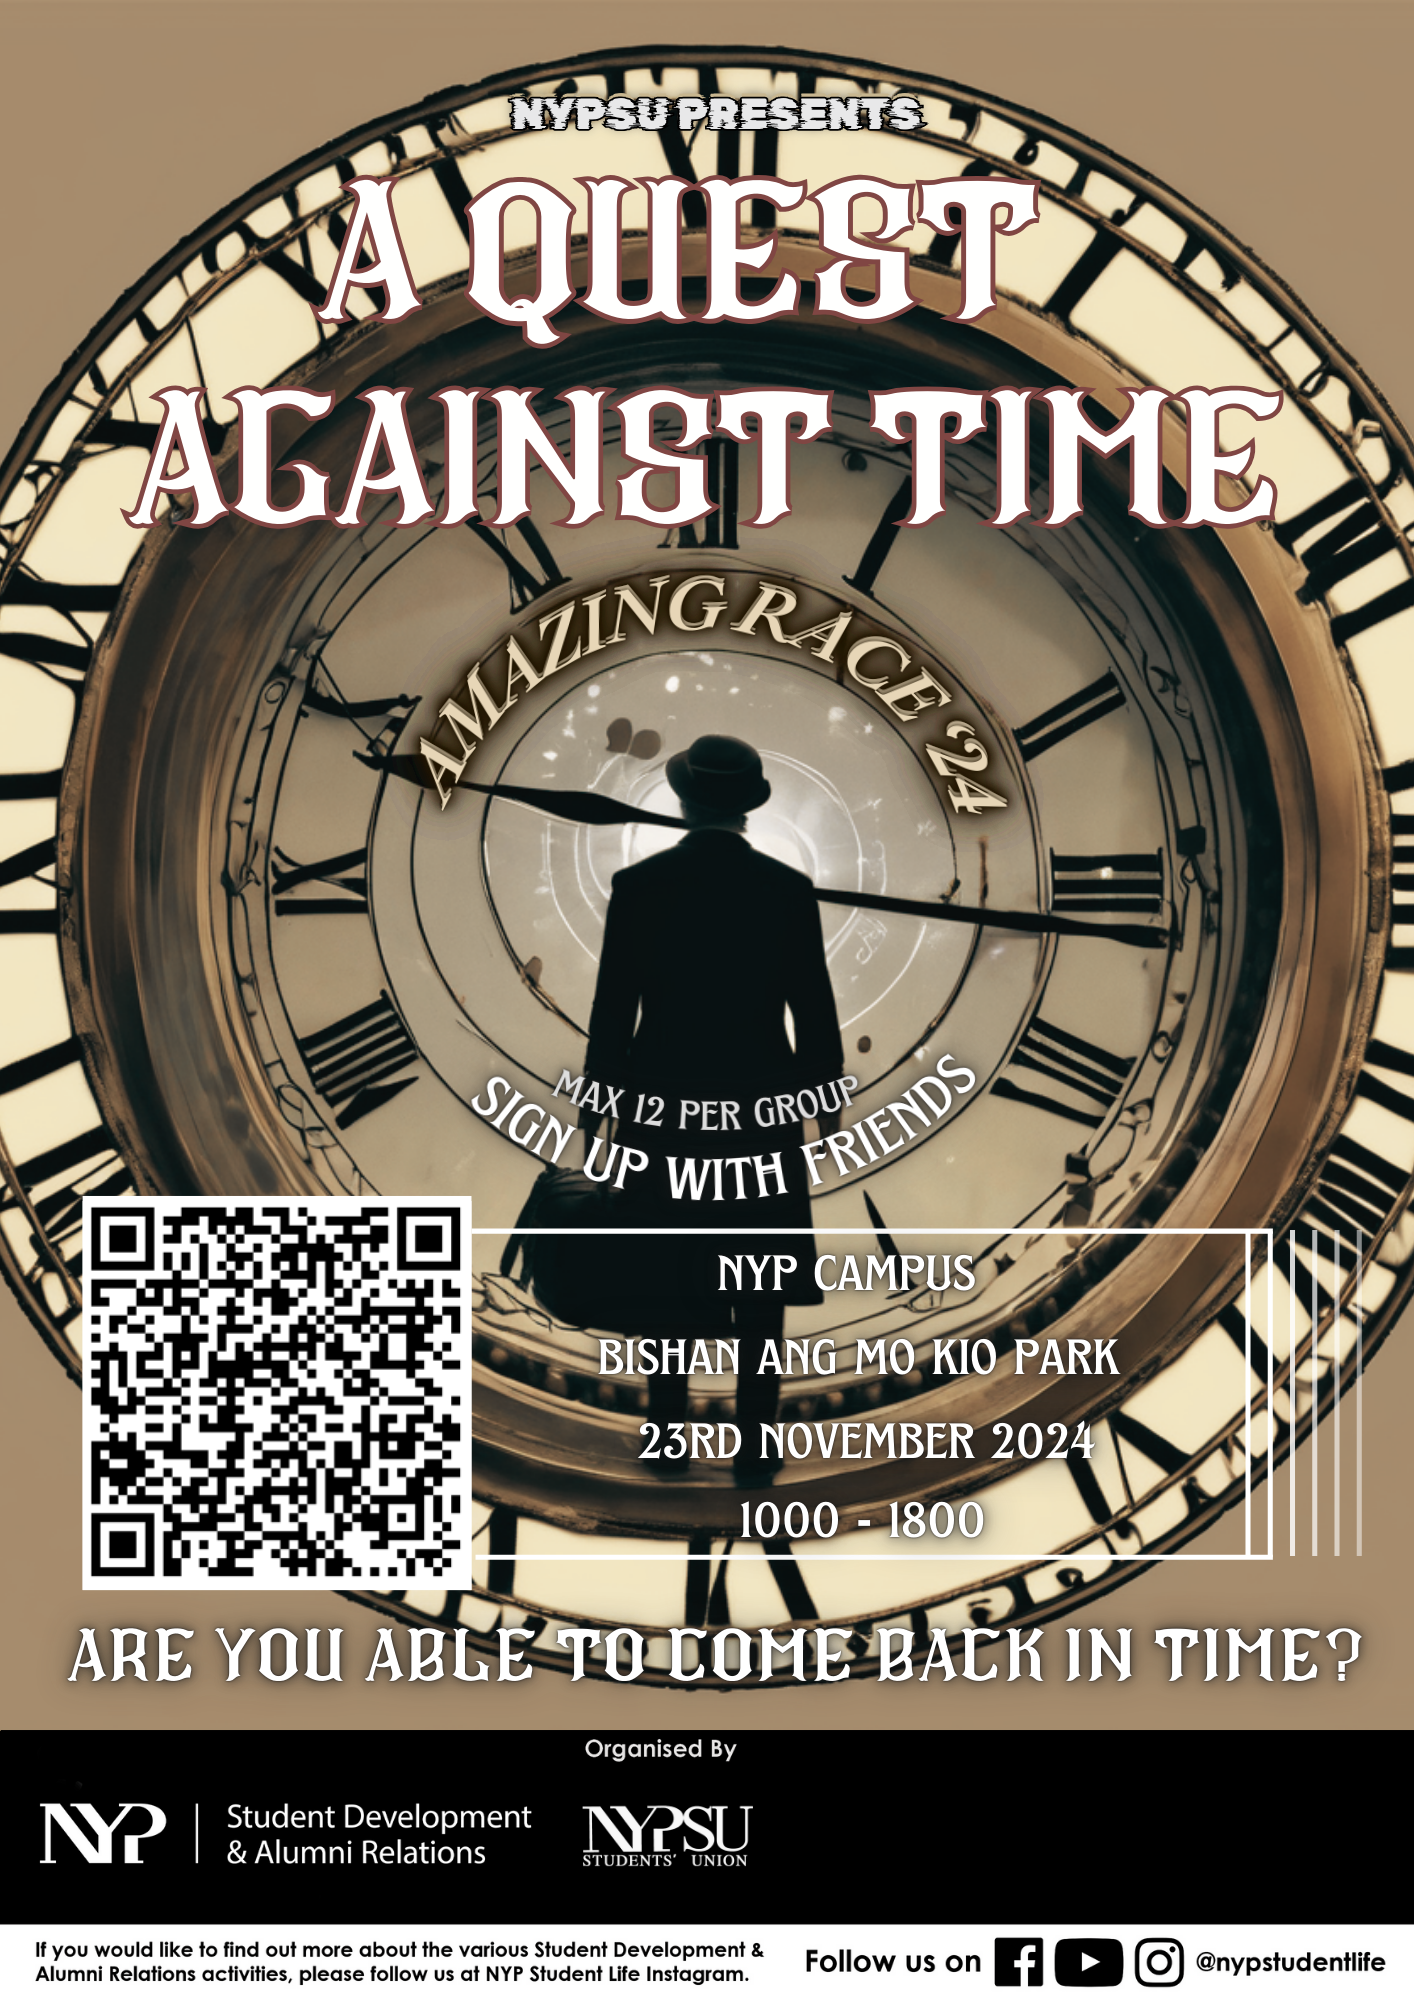 NYPSU PRESENTS
A QUEST
AGAINST TIME
AMAZING RACE '24
MAX 12 PER GROUP
SIGN UP WITH FRIENDS
NYP CAMPUS
BISHAN ANG MO KIO PARK
23RD NOVEMBER 2024
1000 - 1800
ARE YOU ABLE TO COME BACK IN TIME?
Organised By
NYP | Student Development
& Alumni Relations
NYPSU
STUDENTS' UNION
If you would like to find out more about the various Student Development &
Alumni Relations activities, please follow us at NYP Student Life Instagram.
Follow us on @nypstudentlife